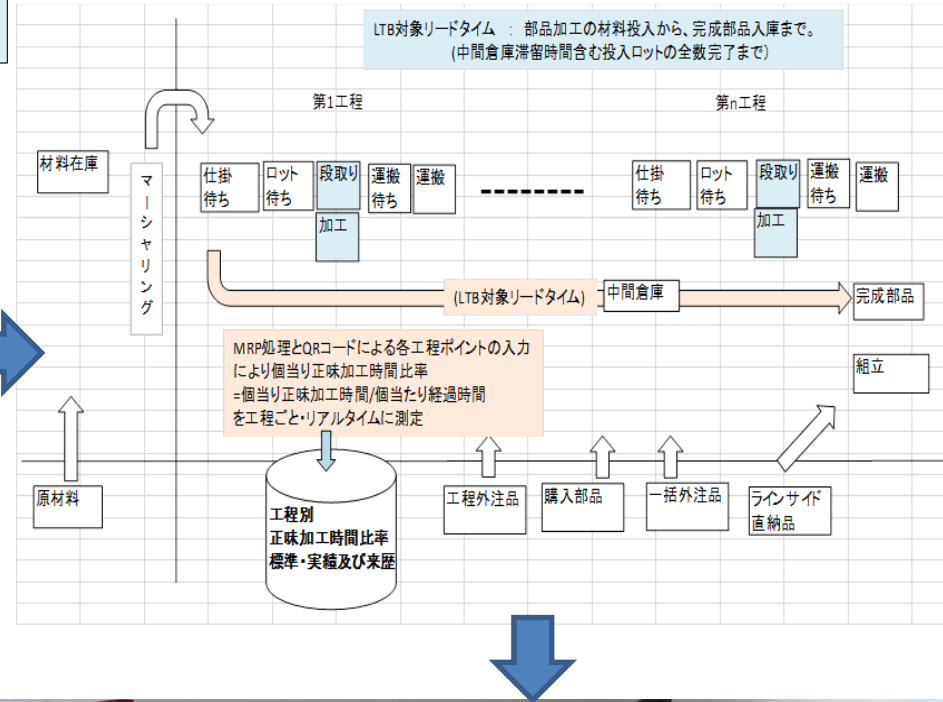 LTB対象リードタイム : 部品加工の材料投入から、完成部品入庫まで。
(中間倉庫滞留時間含む投入ロットの全数完了まで)
第1工程
第n工程
材料在庫
マーシャリング
仕掛
待ち
ロット
待ち
段取り
運搬
待ち
運搬
加工
仕掛
待ち
ロット
待ち
段取り
運搬
待ち
運搬
加工
(LTB対象リードタイム)
中間倉庫
完成部品
MRP処理とQRコードによる各工程ポイントの入力
により個当り正味加工時間比率
=個当り正味加工時間/個当たり経過時間
を工程ごと・リアルタイムに測定
組立
原材料
工程別
正味加工時間比率
標準・実績及び来歴
工程外注品
購入部品
一括外注品
ラインサイド
直納品